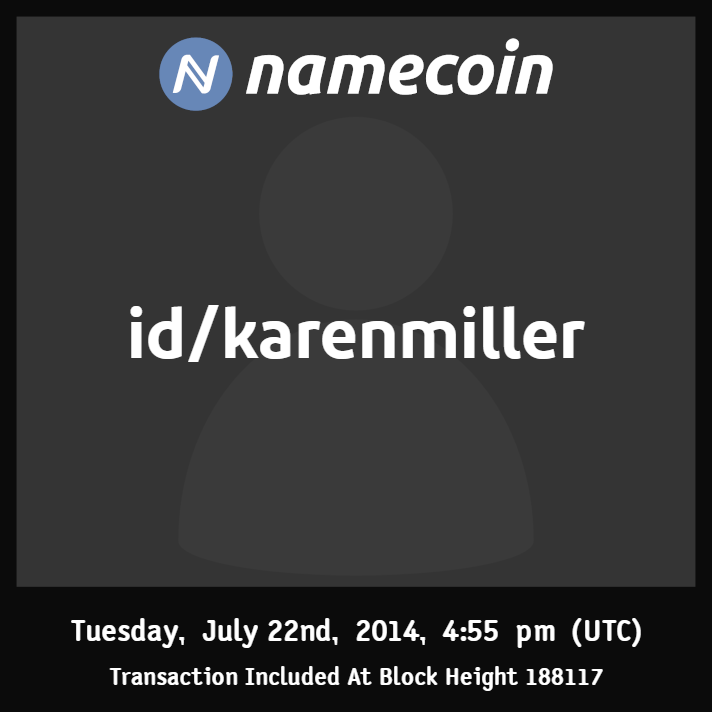 namecoin
id/karenmiller
Tuesday, July 22nd, 2014, 4:55 pm (UTC)
Transaction Included At Block Height 188117